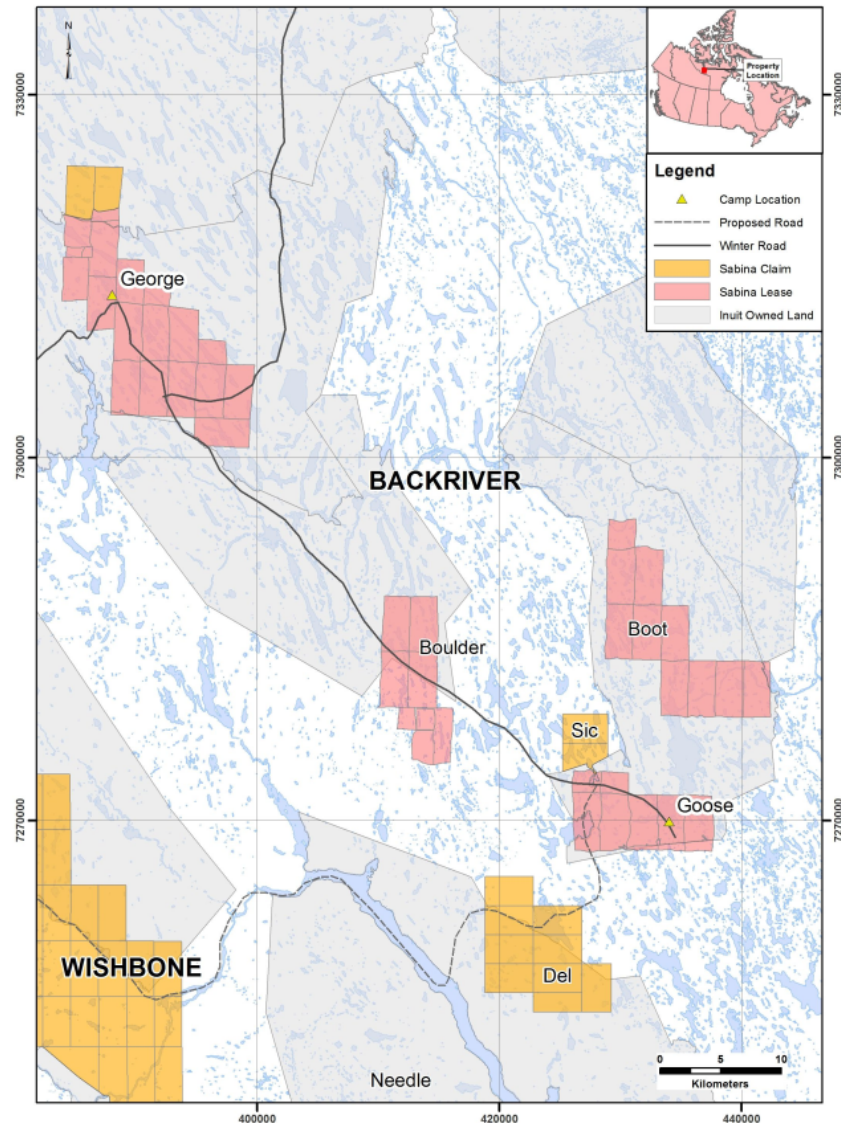 N
Property
Location
7330000
7330000
Legend
Camp Location
Proposed Road
Winter Road
Sabina Claim
Sabina Lease
Inuit Owned Land
George
7300000
7300000
BACKRIVER
Boot
Boulder
Sic
Goose
7270000
7270000
WISHBONE
Del
Needle
0 5 10
Kilometers
400000
420000
440000